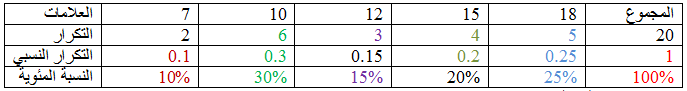 العلامات 7 10 12 15 18 المجموع
التكرار 2 6 3 4 5 20
التكرار النسبي 0.1 0.3 0.15 0.2 0.25 1
النسبة المئوية 10% 30% 15% 20% 25% 100%